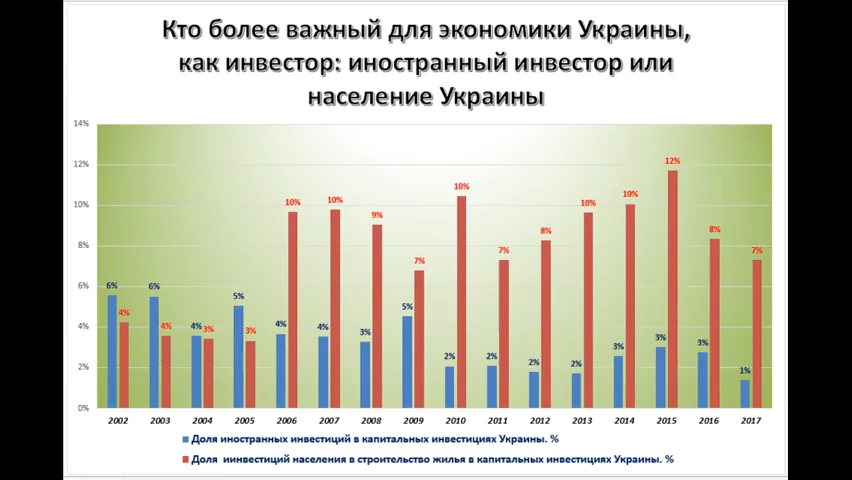 Кто более важный для экономики Украины,
как инвестор: иностранный инвестор или
население Украины
14%
12%
10%
8%
6%
4%
2%
0%
6% 4% 6% 4% 4% 3% 5% 3% 4% 10% 4% 10% 3% 9% 5% 7% 2% 10% 2% 7% 2% 8% 2% 10% 3% 10% 3% 12% 3% 8% 1% 7%
2002 2003 2004 2005 2006 2007 2008 2009 2010 2011 2012 2013 2014 2015 2016 2017
Доля иностранных инвестиций в капитальных инвестициях Украины. %
Доля иинвестиций населения в строительство жилья в капитальных инвестициях Украины. %